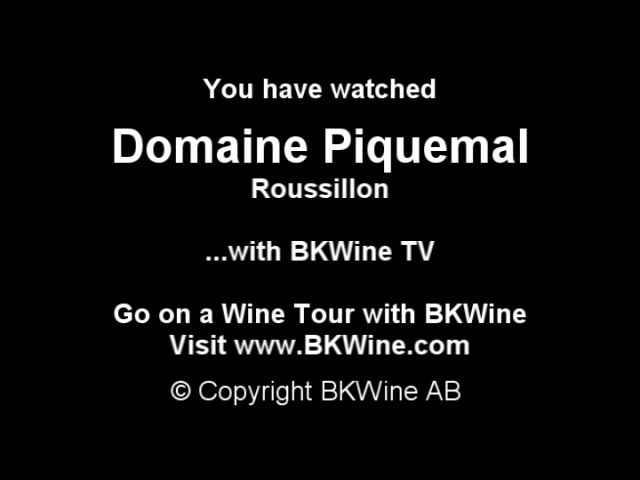 You have watched
Domaine Piquemal
Roussillon
...with BKWine TV
Go on a Wine Tour with BKWine
Visit www.BKWine.com
© Copyright BKWine AB